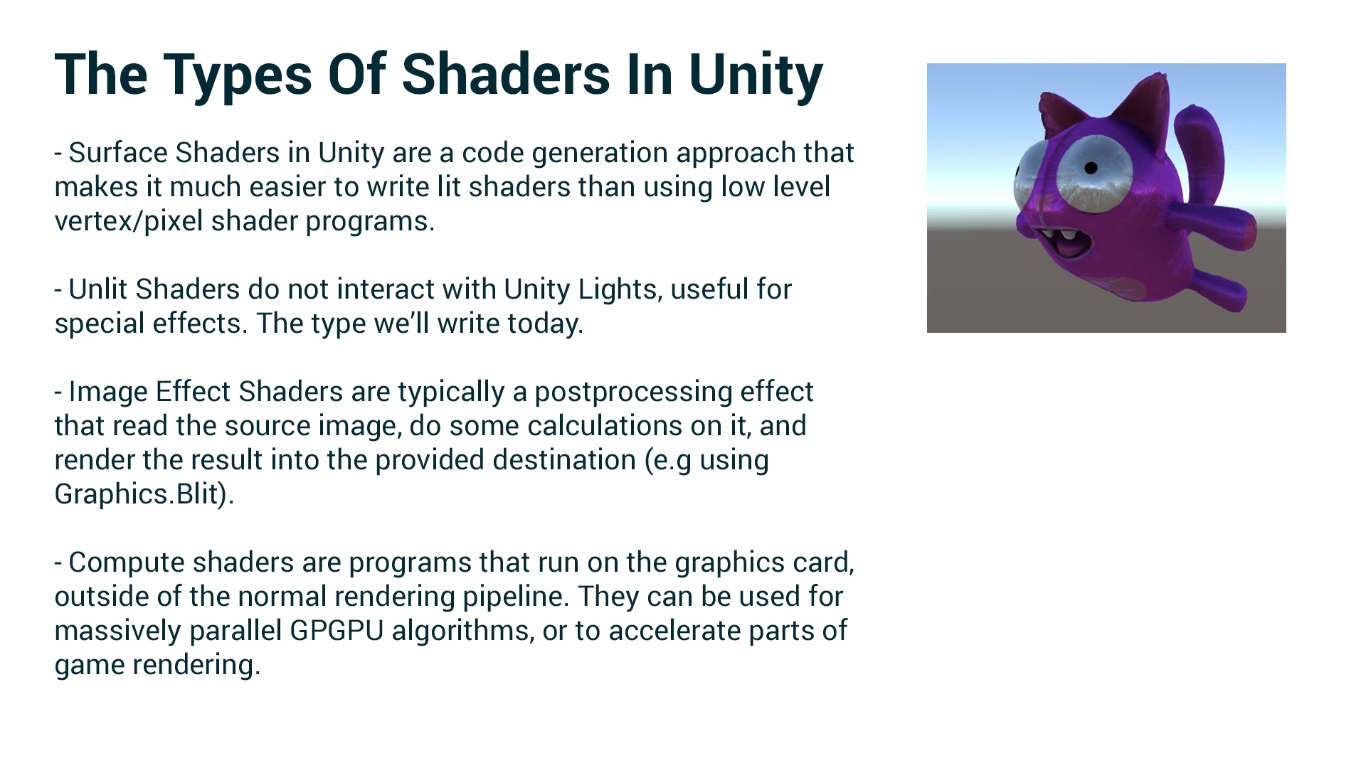 The Types Of Shaders In Unity
- Surface Shaders in Unity are a code generation approach that
makes it much easier to write lit shaders than using low level
vertex/pixel shader programs.
- Unlit Shaders do not interact with Unity Lights, useful for
special effects. The type we’ll write today.
- Image Effect Shaders are typically a postprocessing effect
that read the source image, do some calculations on it, and
render the result into the provided destination (e.g using
Graphics.Blit).
- Compute shaders are programs that run on the graphics card,
outside of the normal rendering pipeline. They can be used for
massively parallel GPGPU algorithms, or to accelerate parts of
game rendering.